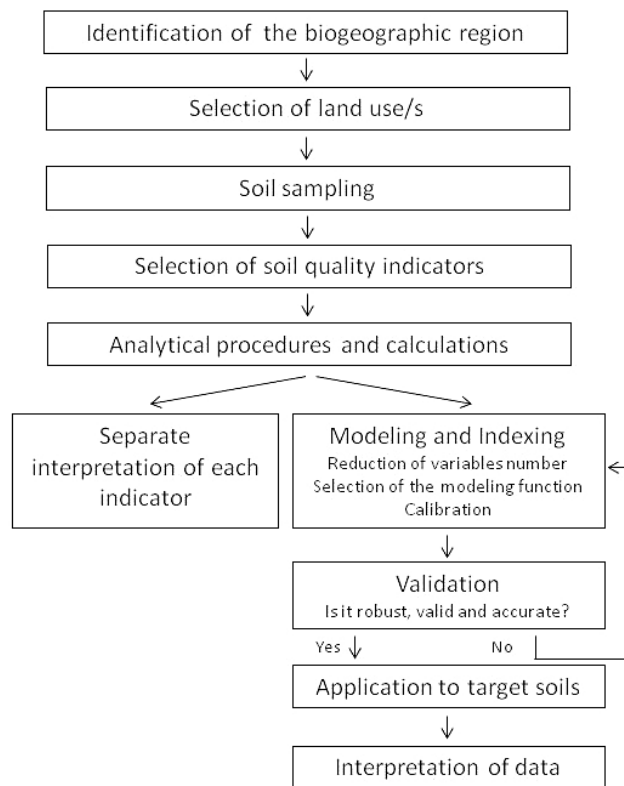 Identification of the biogeographic region
Selection of land use/s
Soil sampling
Selection of soil quality indicators
Analytical procedures and calculations
Separate
interpretation of each
indicator
Modeling and Indexing
Reduction of variables number
Selection of the modeling function
Calibration
Validation
Is it robust, valid and accurate?
Yes
No
Application to target soils
Interpretation of data